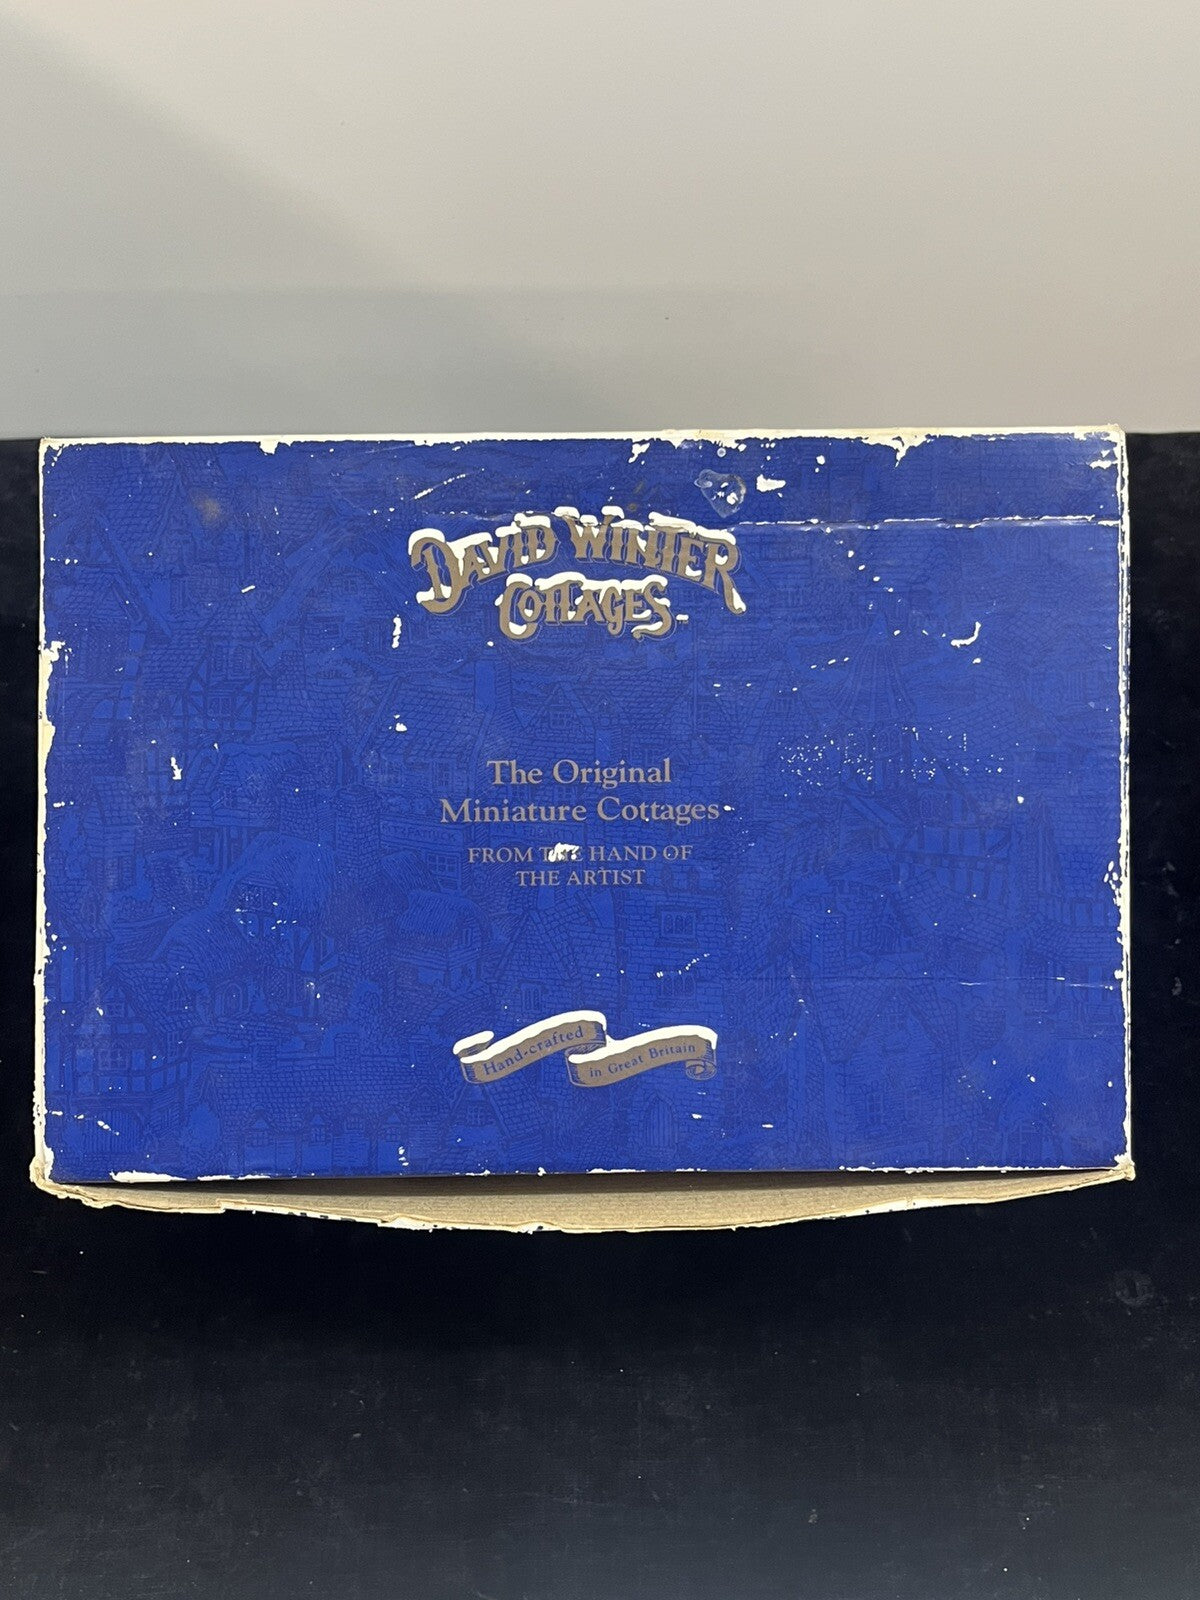 DAVID WINTER
COTTAGES
The Original
Miniature Cottages
FROM THE HAND OF
THE ARTIST
Hand-crafted
in Great Britain